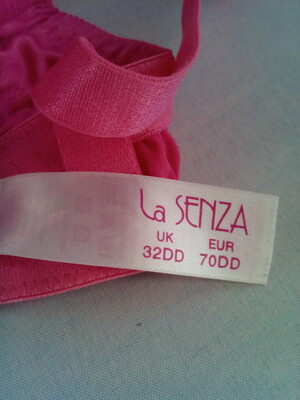 La SENZA
UK EUR
32DD 70DD